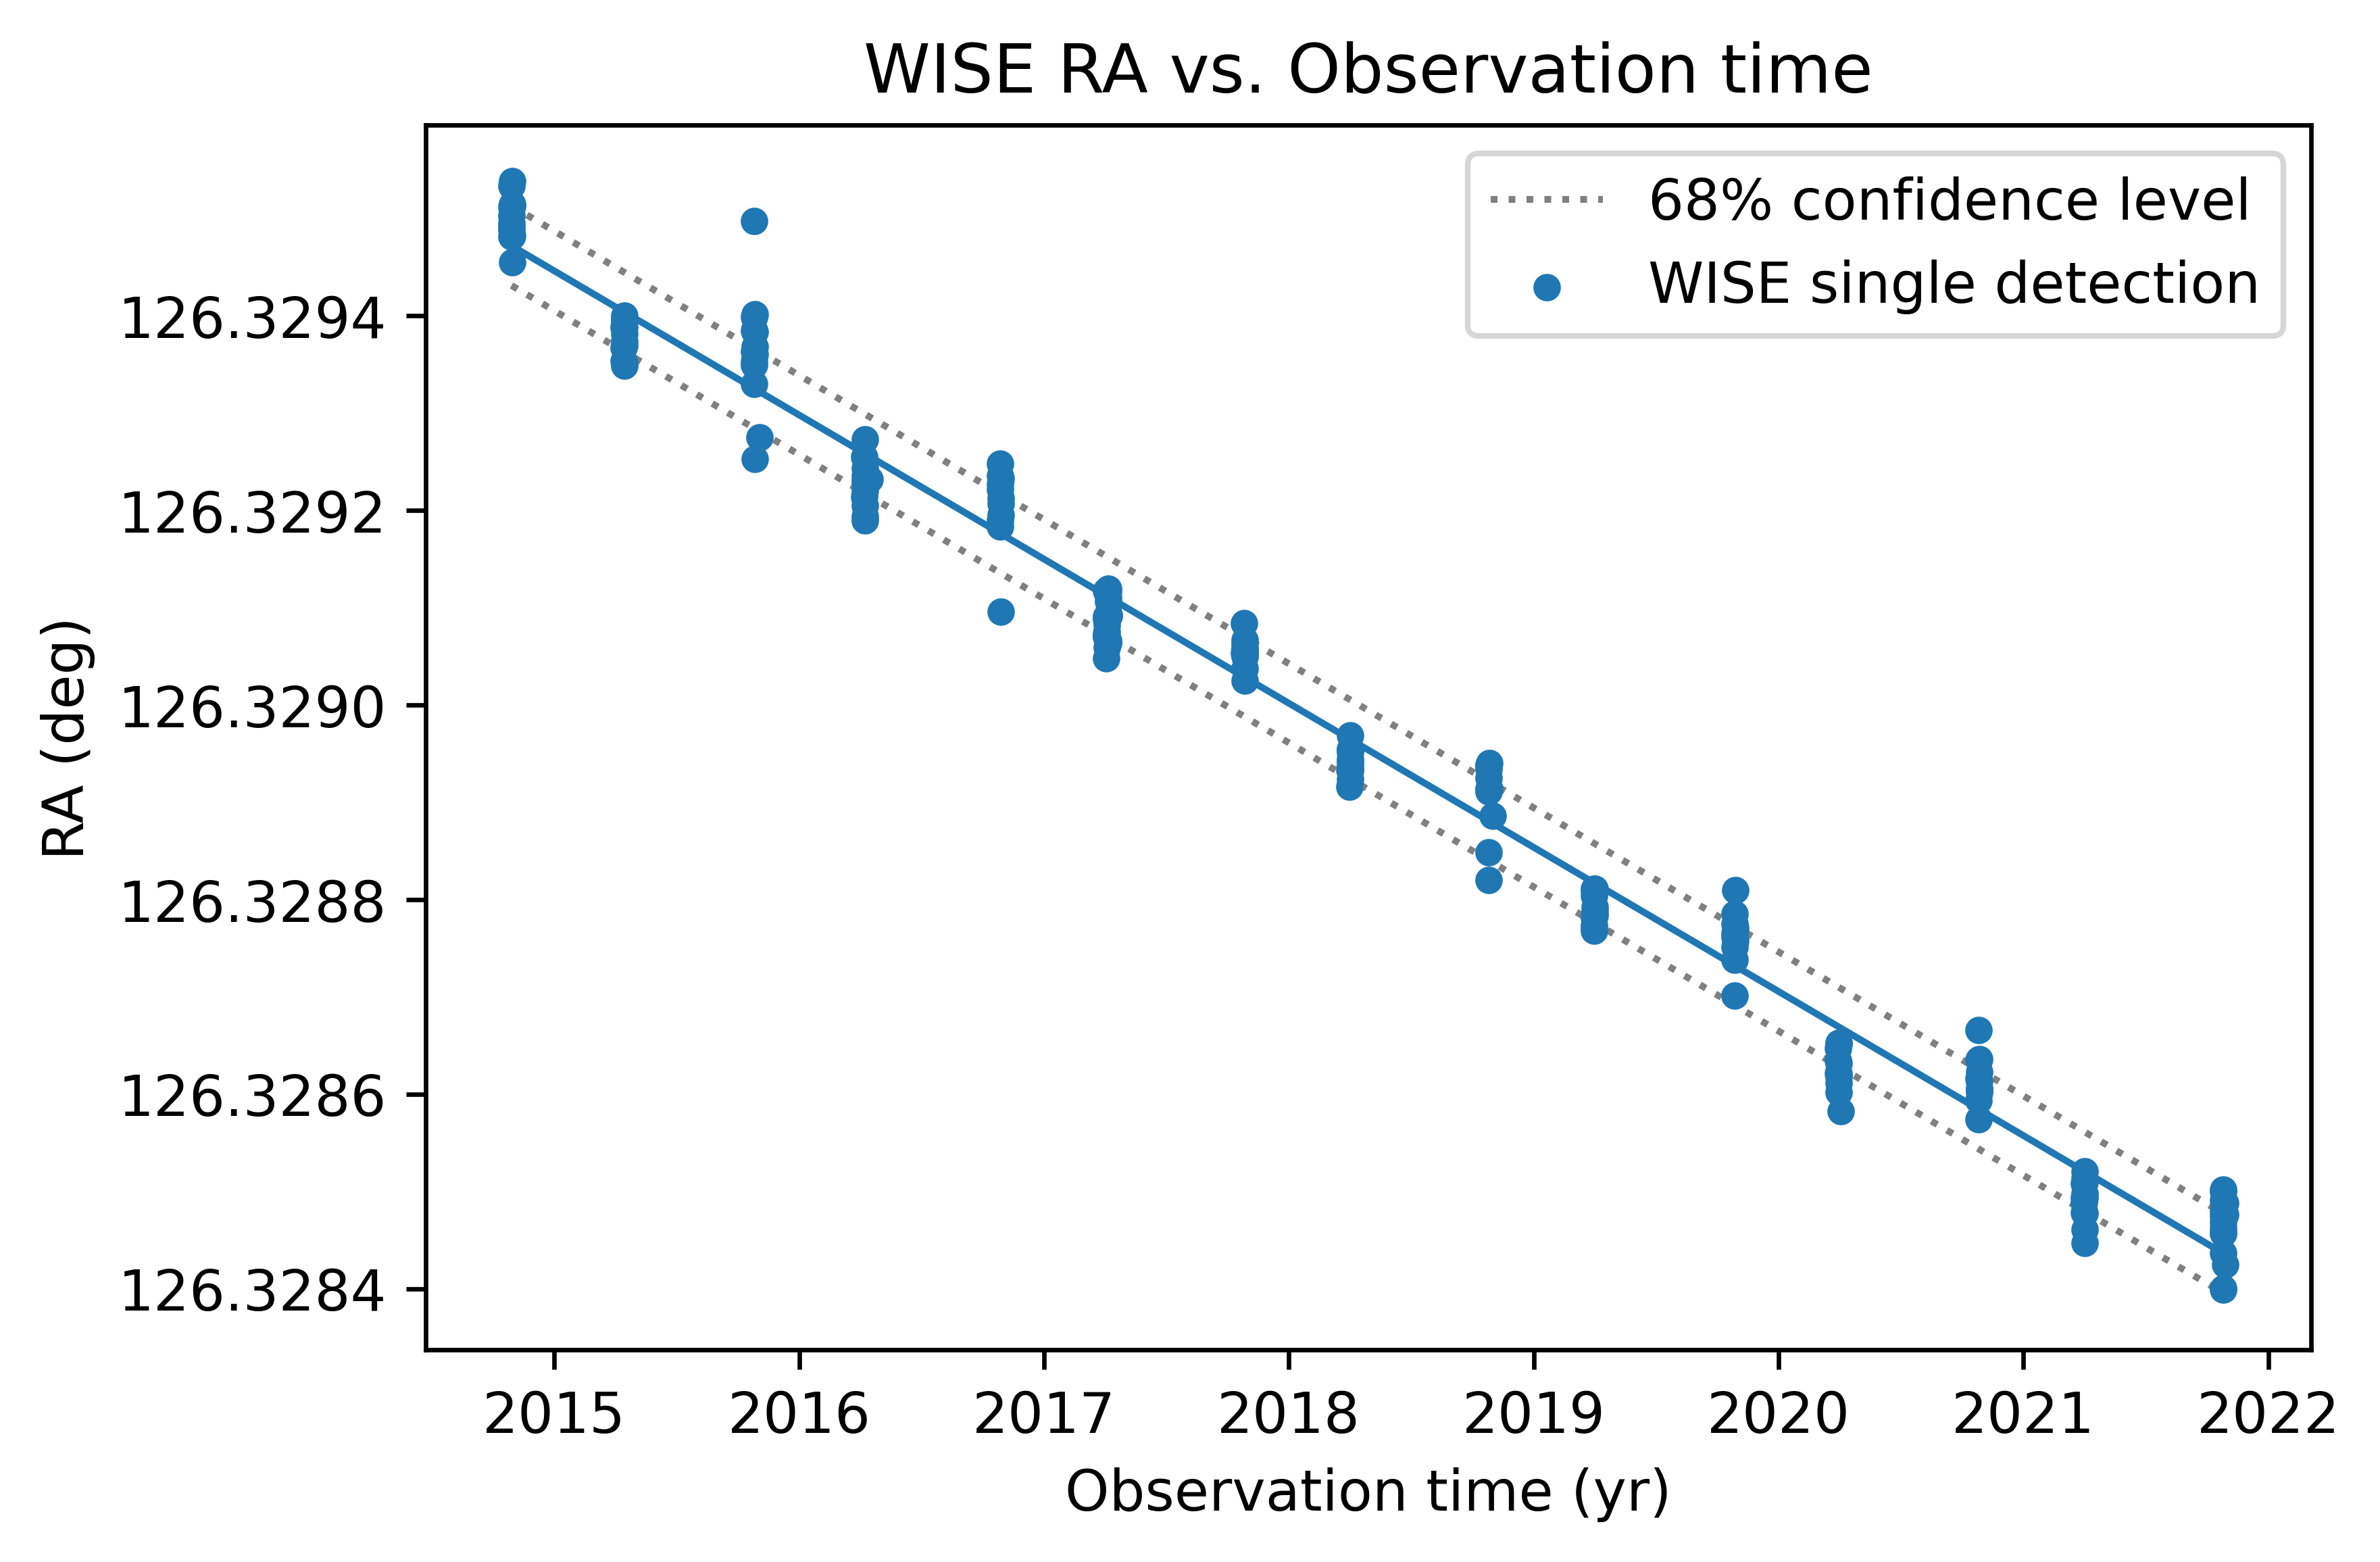 WISE RA vs. Observation time
68% confidence level
WISE single detection
RA (deg)
126.3294
126.3292
126.3290
126.3288
126.3286
126.3284
2015 2016 2017 2018 2019 2020 2021 2022
Observation time (yr)